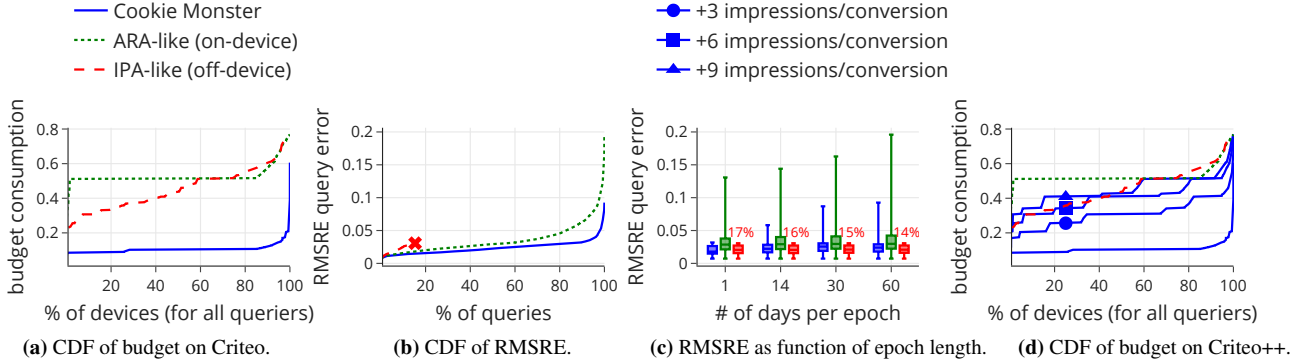 Cookie Monster
ARA-like (on-device)
IPA-like (off-device)
+3 impressions/conversion
+6 impressions/conversion
+9 impressions/conversion
budget consumption
0.8
0.6
0.4
0.2
20 40 60 80 100
% of devices (for all queriers)
(a) CDF of budget on Criteo.
RMSRE query error
0.2
0.15
0.1
0.05
0
20 40 60 80 100
% of queries
(b) CDF of RMSRE.
RMSRE query error
0.2
0.15
0.1
0.05
0
17% 16% 15% 14%
1 14 30 60
# of days per epoch
(c) RMSRE as function of epoch length.
budget consumption
0.8
0.6
0.4
0.2
20 40 60 80 100
% of devices (for all queriers)
(d) CDF of budget on Criteo++.